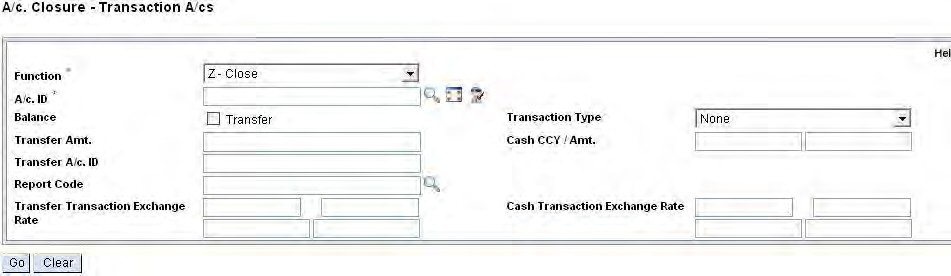 A/c. Closure - Transaction A/cs
Hel
Function * Z - Close
A/c. ID *
Balance Transfer Transaction Type None
Transfer Amt. Cash CCY / Amt.
Transfer A/c. ID
Report Code
Transfer Transaction Exchange Rate Cash Transaction Exchange Rate
Go Clear